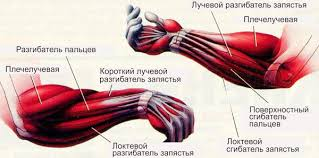 Лучевой разгибатель запястья
Плечелучевая
Разгибатель пальцев
Плечелучевая
Короткий лучевой
разгибатель запястья
Поверхностный
сгибатель
пальцев
Локтевой
разгибатель запястья
Локтевой
сгибатель запястья